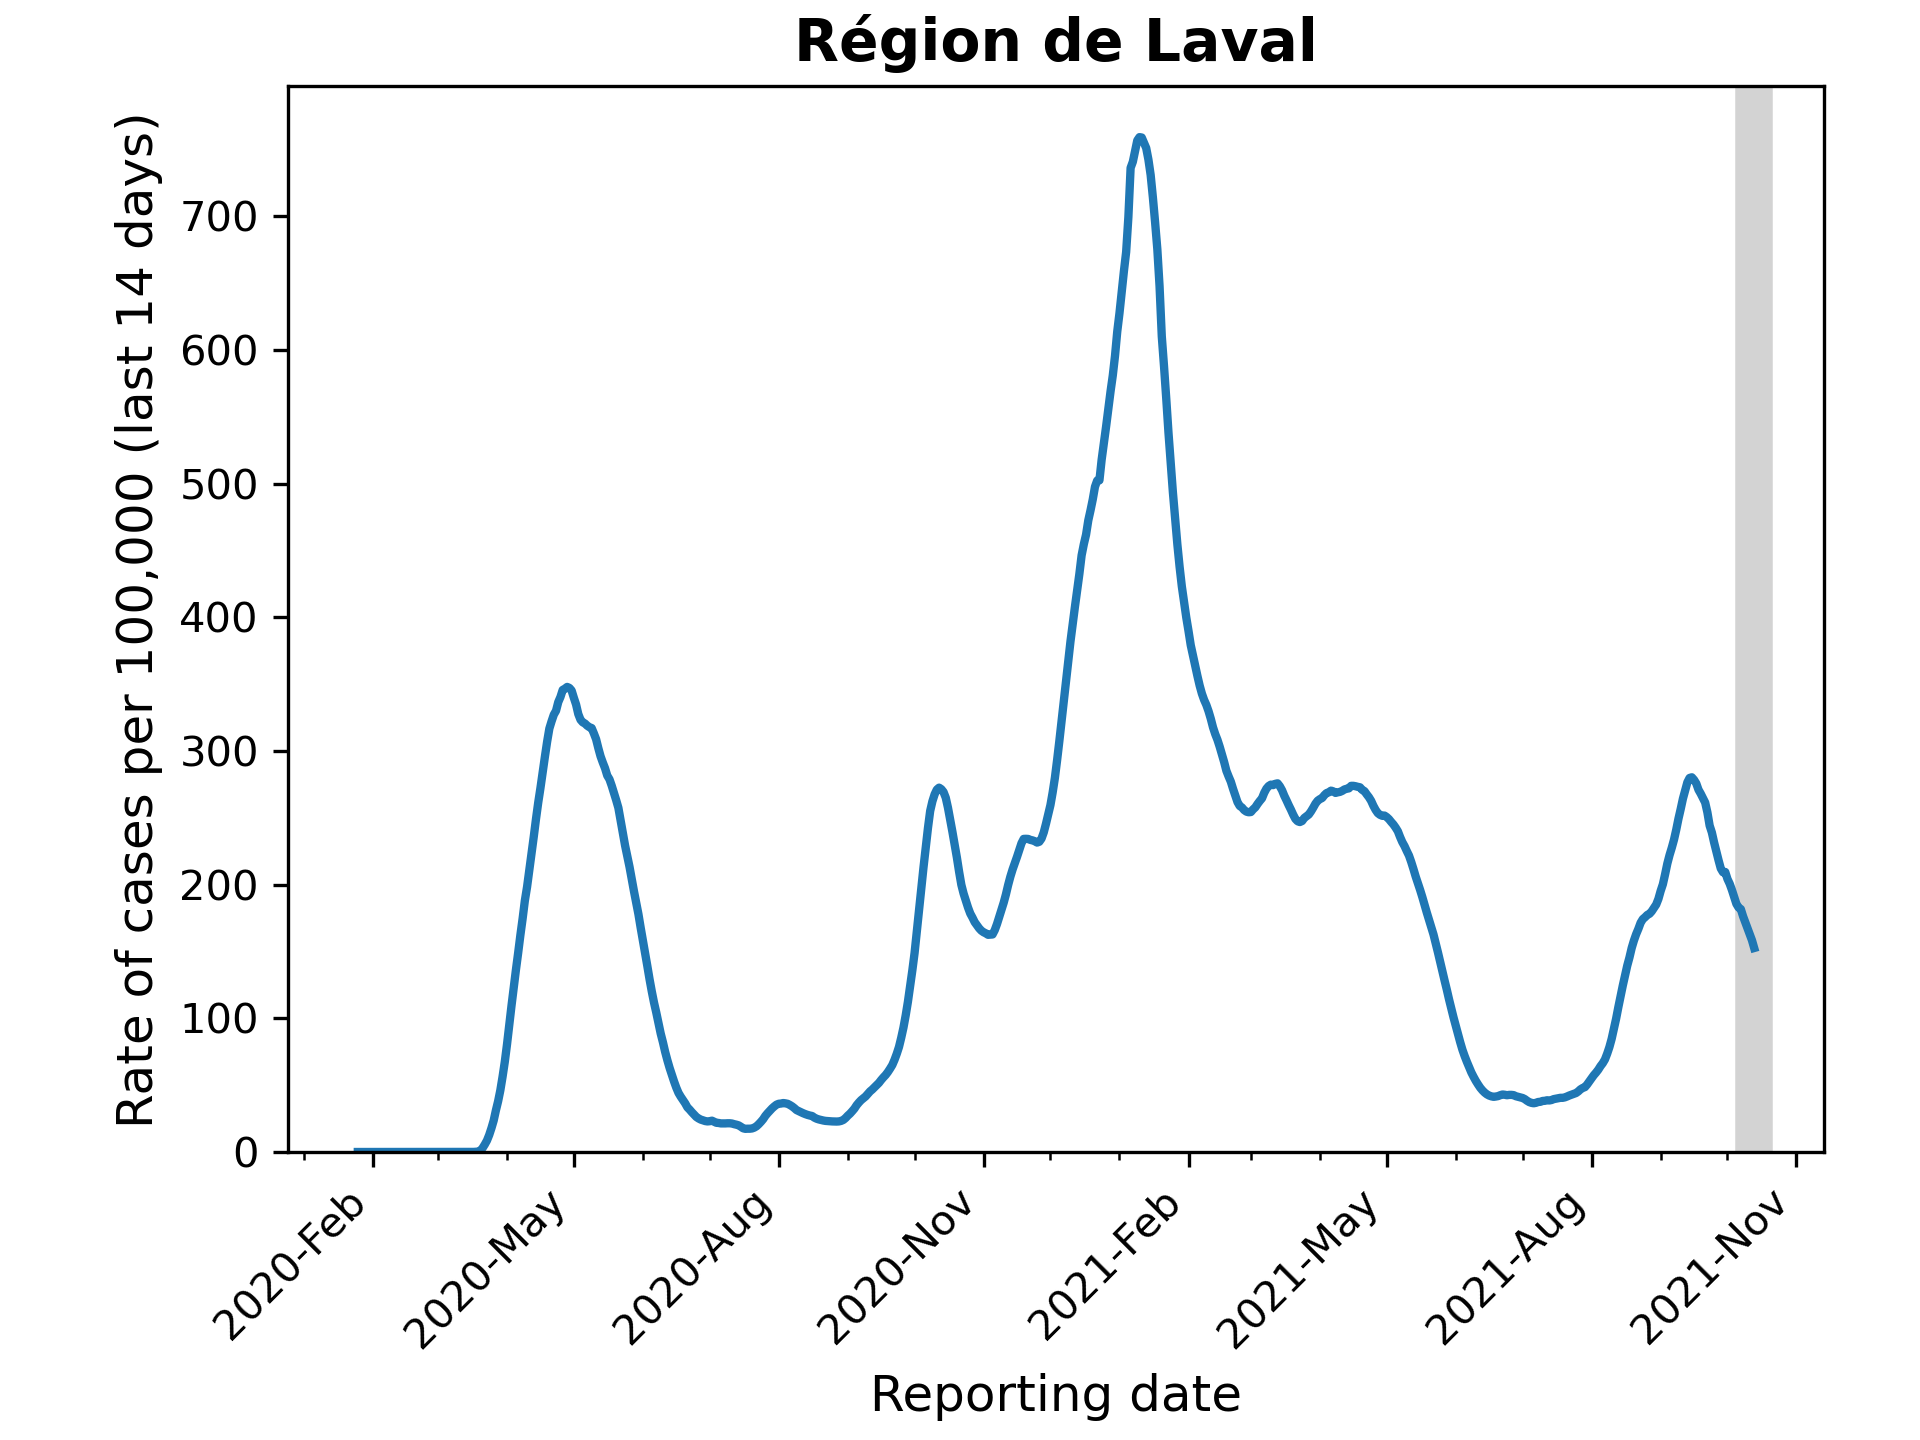 Région de Laval
Rate of cases per 100,000 (last 14 days)
700
600
500
400
300
200
100
0
2020-Feb
2020-May
2020-Aug
2020-Nov
2021-Feb
2021-May
2021-Aug
2021-Nov
Reporting date